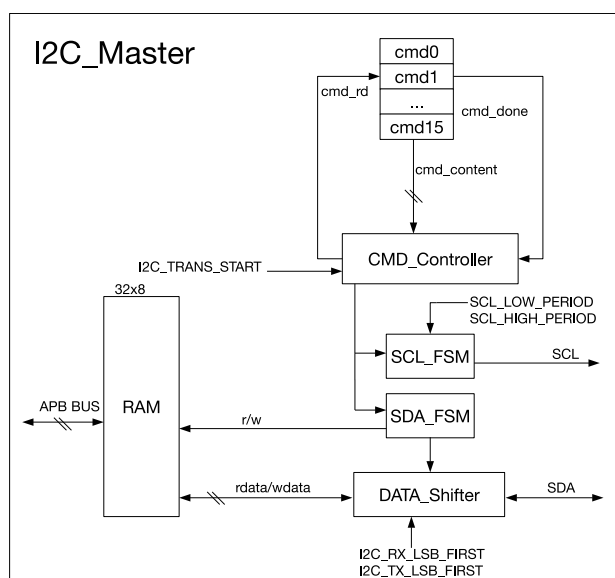 I2C_Master
cmd0
cmd1
...
cmd15
cmd_rd
cmd_done
cmd_content
CMD_Controller
I2C_TRANS_START
32x8
SCL_LOW_PERIOD
SCL_HIGH_PERIOD
SCL_FSM
SCL
APB BUS
RAM
r/w
SDA_FSM
rdata/wdata
DATA_Shifter
SDA
I2C_RX_LSB_FIRST
I2C_TX_LSB_FIRST